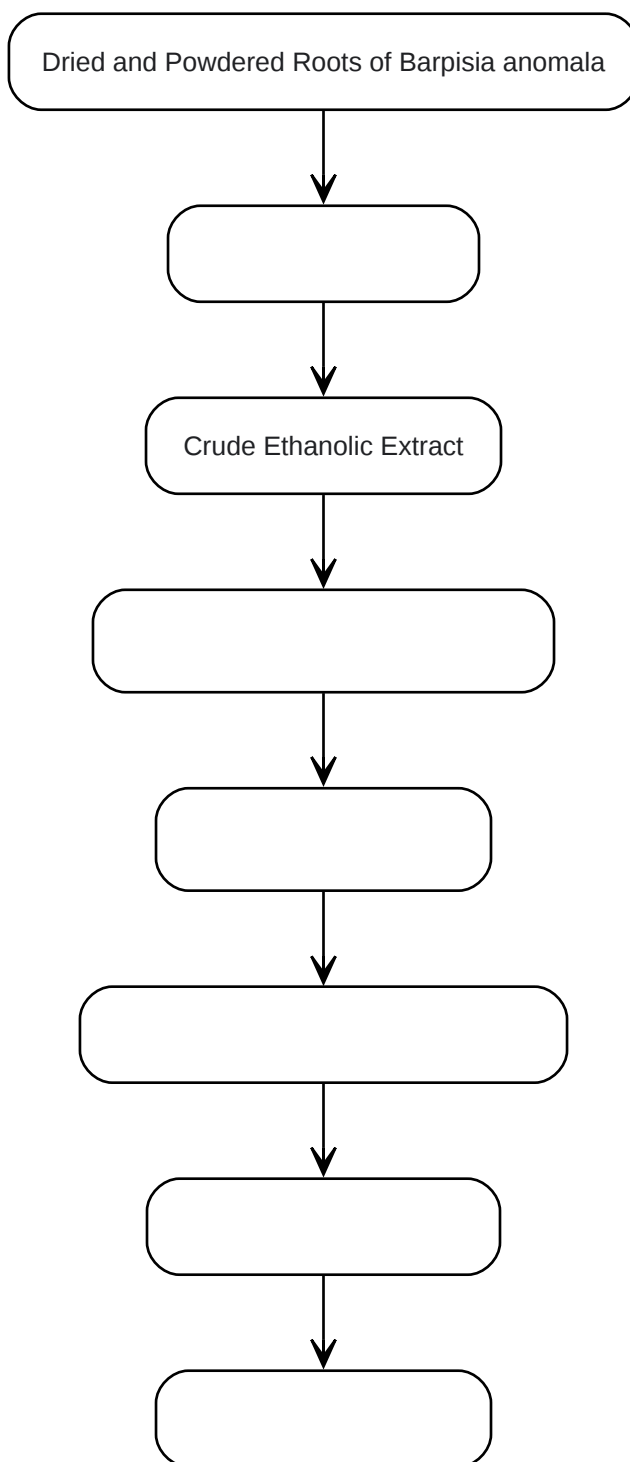 Dried and Powdered Roots of Barpisia anomala
Crude Ethanolic Extract